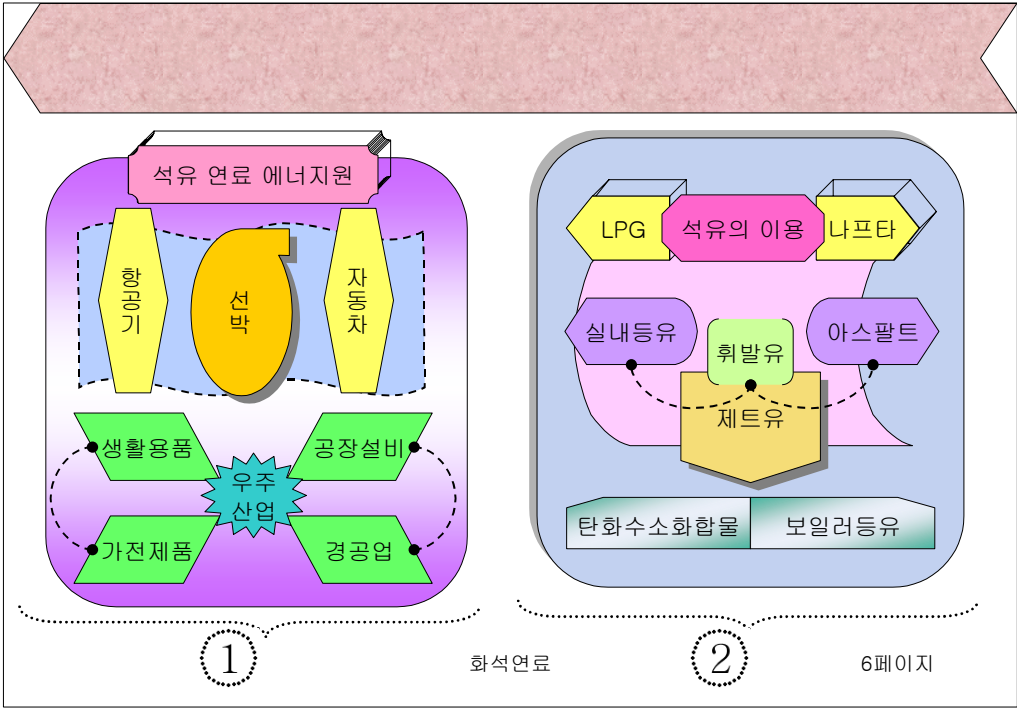 석유 연료 에너지원
항공기
선박
자동차
생활용품
공장설비
우주
산업
가전제품
경공업
1
LPG
석유의 이용
나프타
실내등유
휘발유
아스팔트
제트유
탄화수소화합물
보일러등유
2
화석연료
6페이지